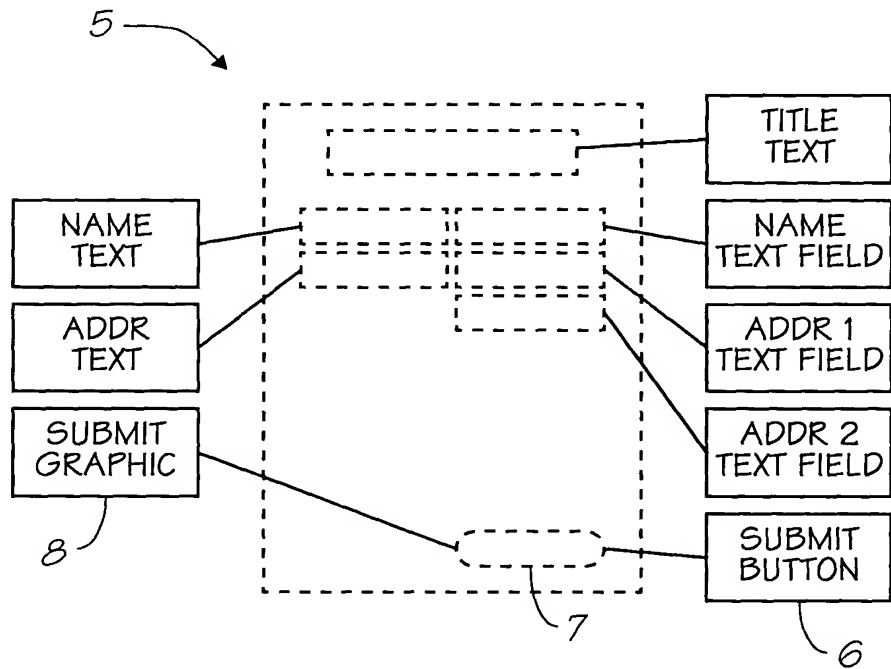 5
TITLE
TEXT
NAME
TEXT
NAME
TEXT FIELD
ADDR
TEXT
ADDR 1
TEXT FIELD
SUBMIT
GRAPHIC
ADDR 2
TEXT FIELD
8
SUBMIT
BUTTON
7
6